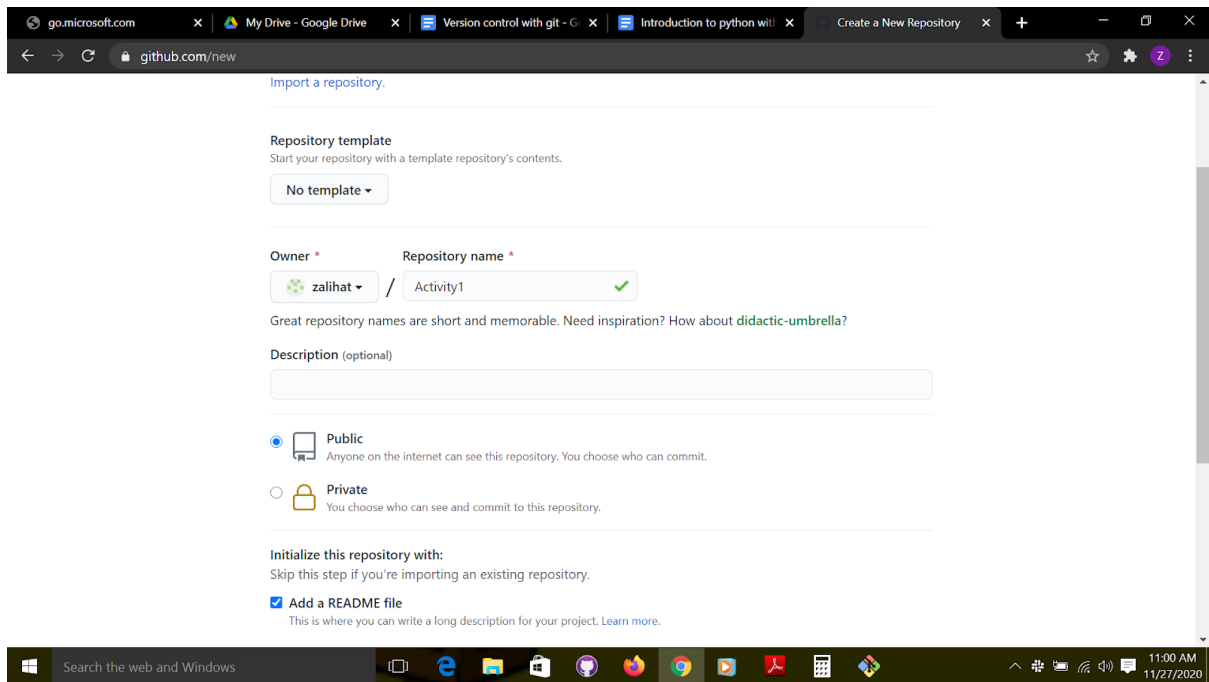 go.microsoft.com
My Drive - Google Drive
Version control with git - G
Introduction to python with
Create a New Repository
github.com/new
Z
Import a repository.
Repository template
Start your repository with a template repository's contents.
No template
Owner * Repository name *
zalihat / Activity1
Great repository names are short and memorable. Need inspiration? How about didactic-umbrella?
Description (optional)
Public
Anyone on the internet can see this repository. You choose who can commit.
Private
You choose who can see and commit to this repository.
Initialize this repository with:
Skip this step if you're importing an existing repository.
Add a README file
This is where you can write a long description for your project. Learn more.
Search the web and Windows
11:00 AM
11/27/2020